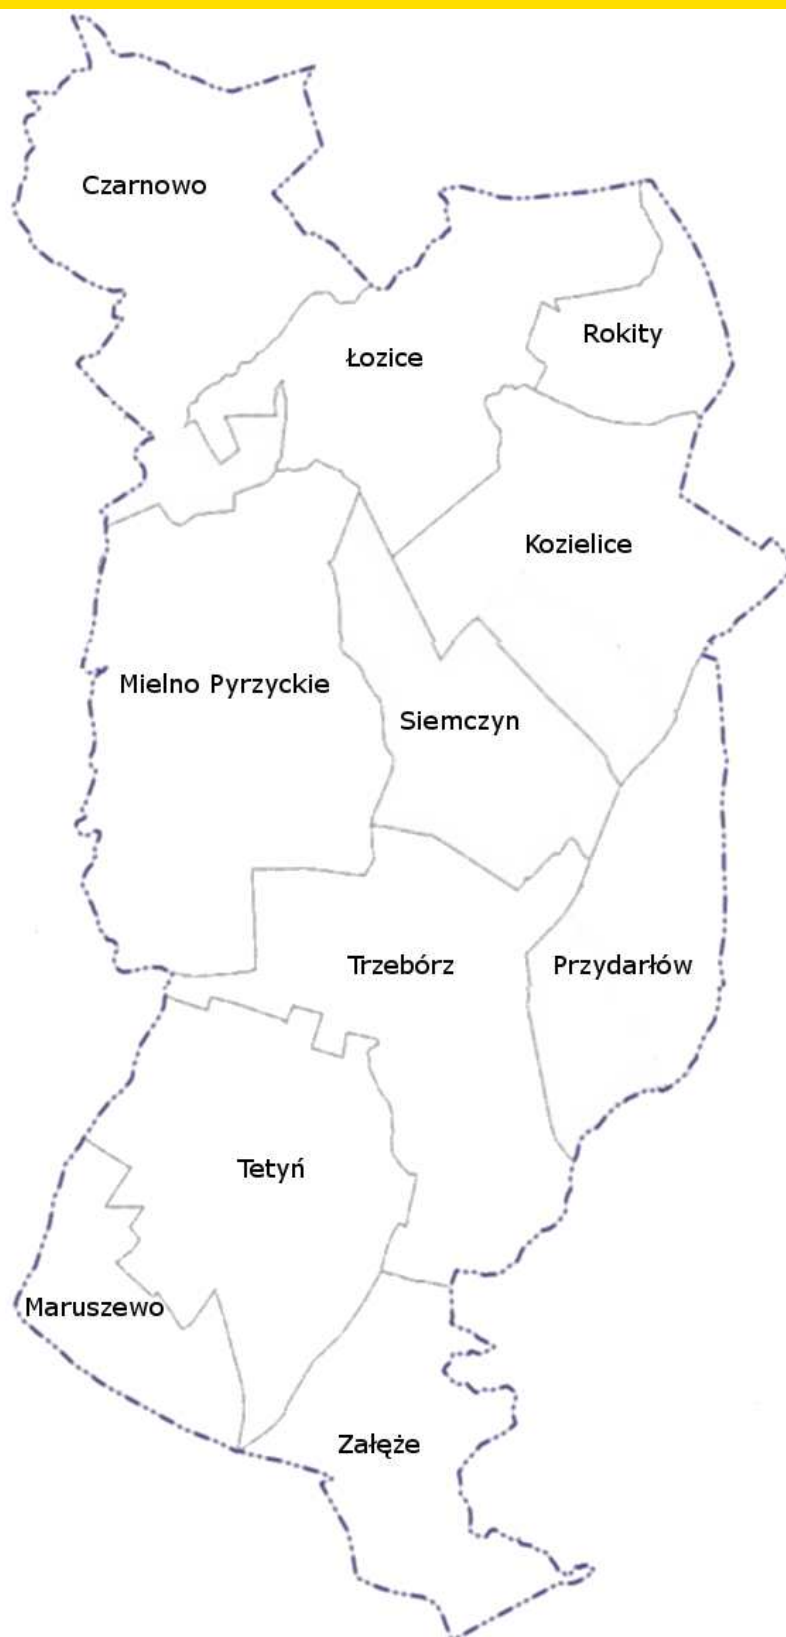 Czarnowo
Rokity
Łozice
Kozielice
Mielno Pyrzyckie
Siemczyn
Trzebórz
Przydarłów
Tetyń
Maruszewo
Załęże